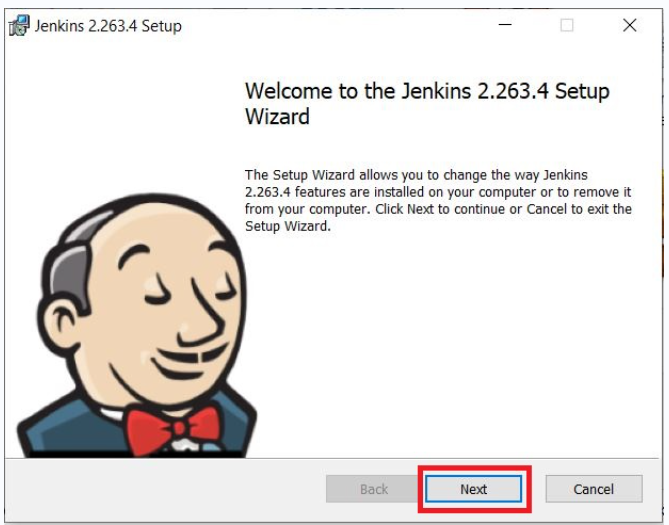 Jenkins 2.263.4 Setup
Welcome to the Jenkins 2.263.4 Setup
Wizard
The Setup Wizard allows you to change the way Jenkins
2.263.4 features are installed on your computer or to remove it
from your computer. Click Next to continue or Cancel to exit the
Setup Wizard.
Back Next Cancel